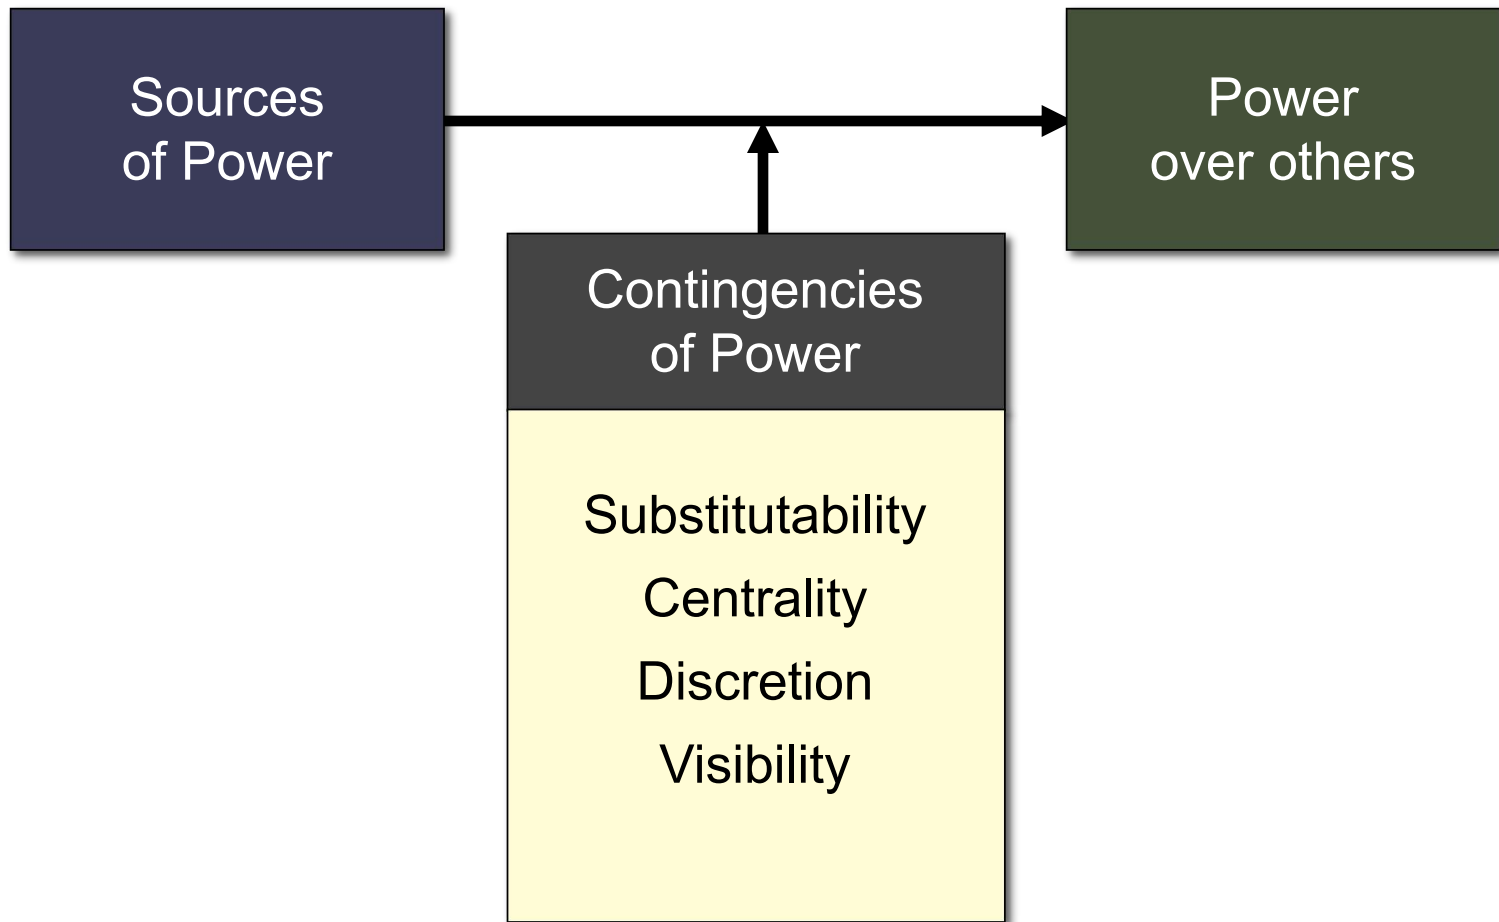 Sources
of Power
Power
over others
Contingencies
of Power
Substitutability
Centrality
Discretion
Visibility